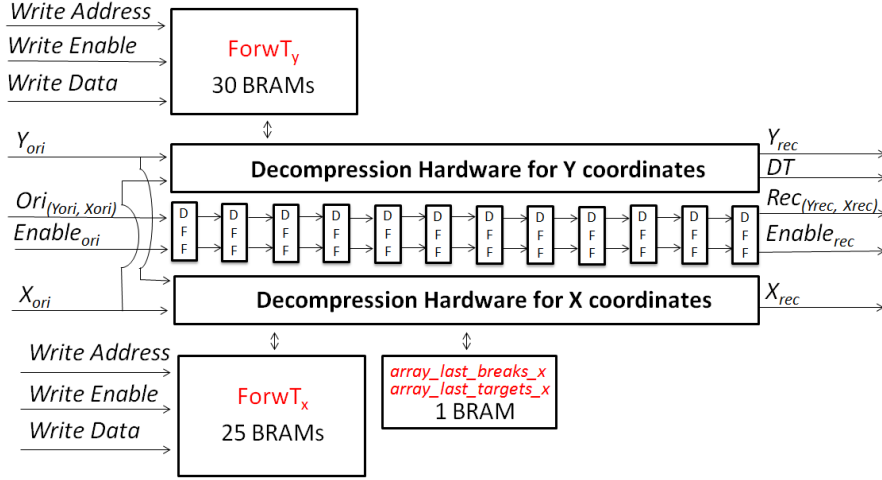 Write Address
Write Enable
Write Data
ForwTy
30 BRAMs
Yori
Decompression Hardware for Y coordinates
Yrec
DT
Ori(Yori, Xori)
Enableori
D F F
D F F
D F F
D F F
D F F
D F F
D F F
D F F
D F F
D F F
D F F
D F F
Rec(Yrec, Xrec)
Enablerec
Xori
Decompression Hardware for X coordinates
Xrec
Write Address
Write Enable
Write Data
ForwTx
25 BRAMs
array_last_breaks_x
array_last_targets_x
1 BRAM